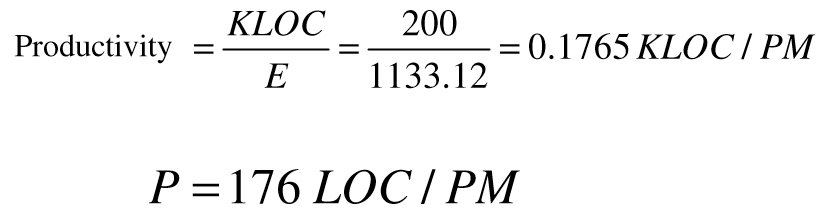 Productivity = KLOC / E = 200 / 1133.12 = 0.1765 KLOC / PM
P = 176 LOC / PM